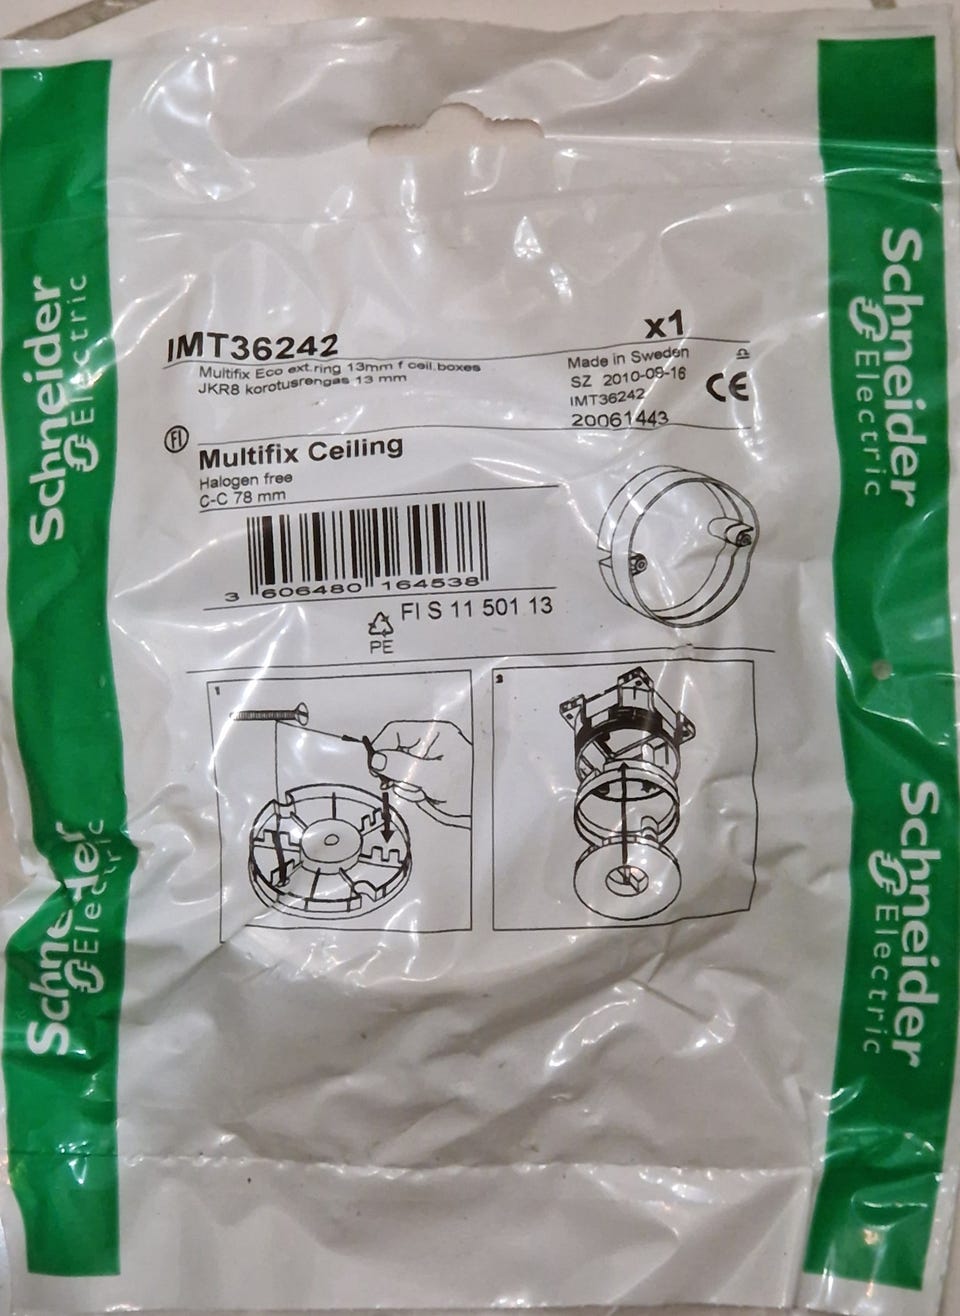 IMT36242
x1
Multifix Eco ext.ring 13mm f ceil.boxes
JKR8 korotusrengas 13 mm
Made in Sweden
SZ 2010-09-16
IMT36242
20061443
CE
FI
Multifix Ceiling
Halogen free
C-C 78 mm
3 606480 164538
FI S 11 501 13
PE
1
2
Schneider
Electric
Schneider
Electric
Schneider
Electric
Schneider
Electric